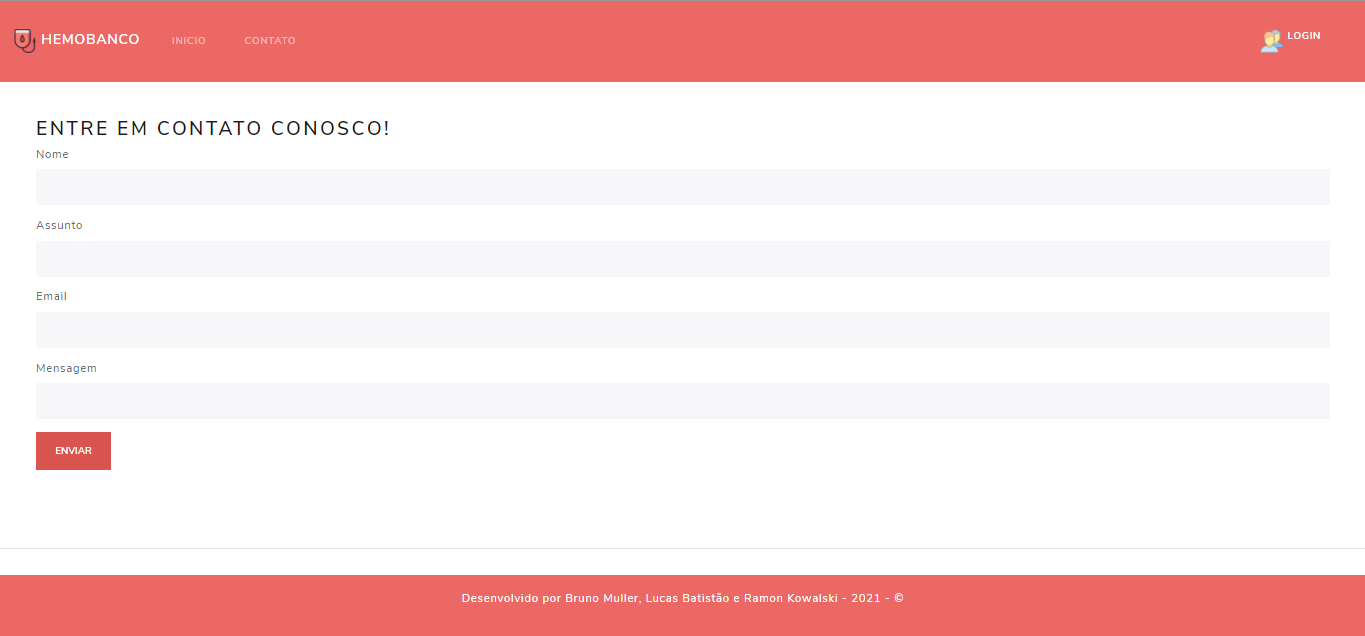 HEMOBANCO INICIO CONTATO LOGIN
ENTRE EM CONTATO CONOSCO!
Nome
Assunto
Email
Mensagem
ENVIAR
Desenvolvido por Bruno Muller, Lucas Batistão e Ramon Kowalski - 2021 - ©